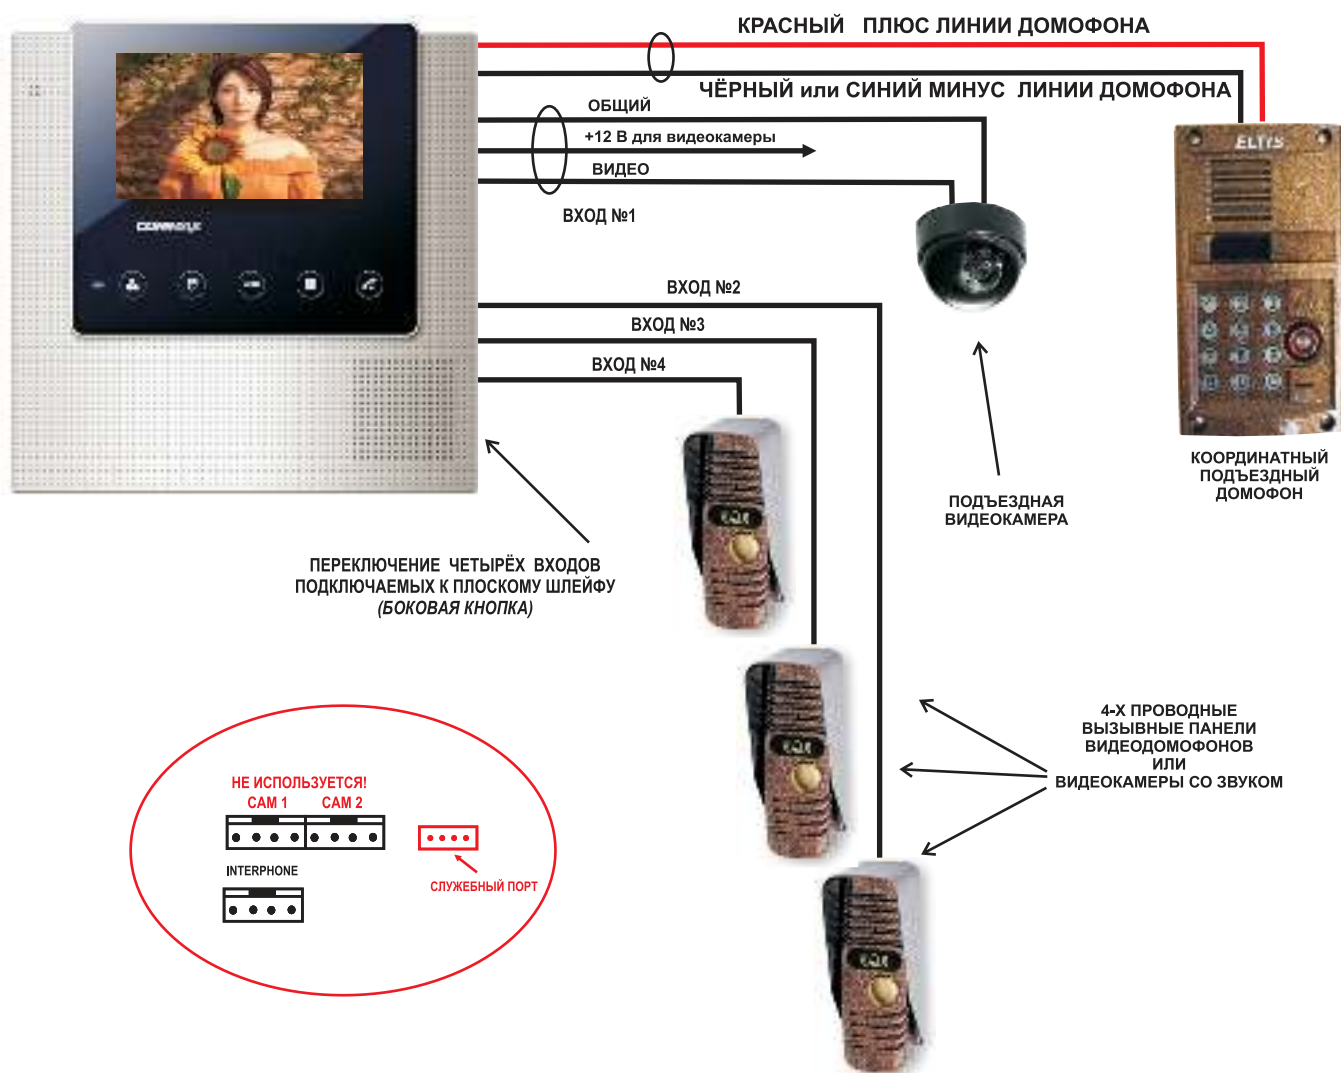 КРАСНЫЙ ПЛЮС ЛИНИИ ДОМОФОНА
ЧЁРНЫЙ или СИНИЙ МИНУС ЛИНИИ ДОМОФОНА
ОБЩИЙ
+12 В для видеокамеры
ВИДЕО
ВХОД №1
ELTIS
COMMAX
ВХОД №2
ВХОД №3
ВХОД №4
КООРДИНАТНЫЙ
ПОДЪЕЗДНЫЙ
ДОМОФОН
ПОДЪЕЗДНАЯ
ВИДЕОКАМЕРА
ПЕРЕКЛЮЧЕНИЕ ЧЕТЫРЁХ ВХОДОВ
ПОДКЛЮЧАЕМЫХ К ПЛОСКОМУ ШЛЕЙФУ
(БОКОВАЯ КНОПКА)
4-Х ПРОВОДНЫЕ
ВЫЗЫВНЫЕ ПАНЕЛИ
ВИДЕОДОМОФОНОВ
ИЛИ
ВИДЕОКАМЕРЫ СО ЗВУКОМ
НЕ ИСПОЛЬЗУЕТСЯ!
CAM 1 CAM 2
INTERPHONE
СЛУЖЕБНЫЙ ПОРТ